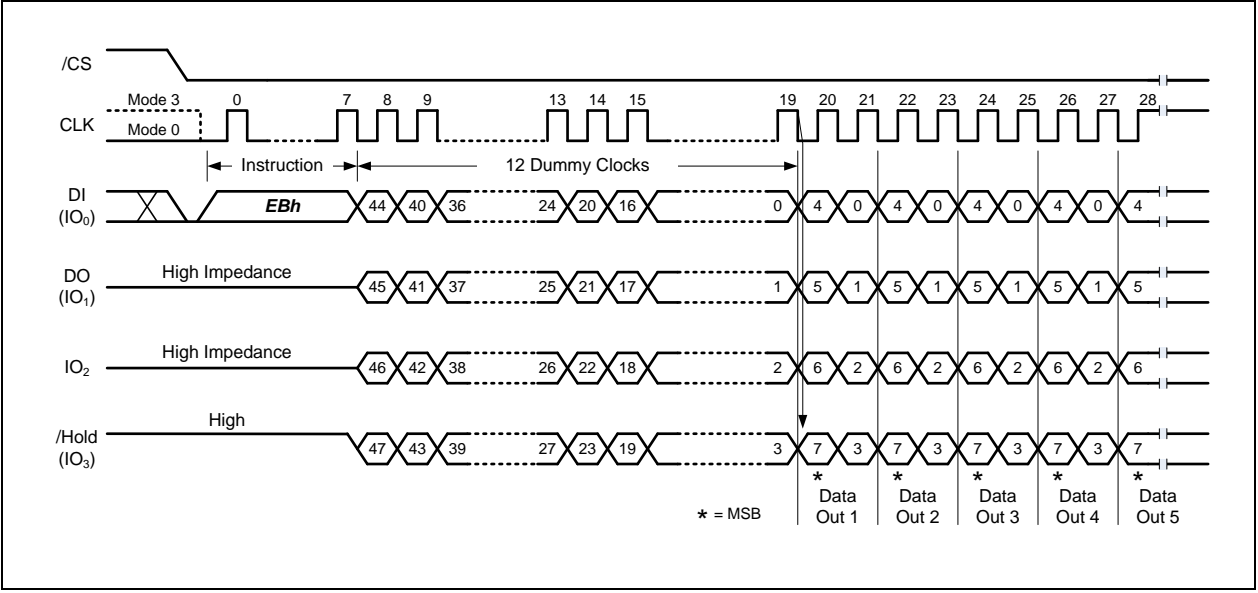 /CS
Mode 3 0 7 8 9 13 14 15 19 20 21 22 23 24 25 26 27 28
CLK
Mode 0
Instruction 12 Dummy Clocks
DI
(IO₀)
EBh 44 40 36 24 20 16 0 4 0 4 0 4 0 4 0 4
DO
(IO₁)
High Impedance 45 41 37 25 21 17 1 5 1 5 1 5 1 5 1 5
IO₂
High Impedance 46 42 38 26 22 18 2 6 2 6 2 6 2 6 2 6
High
/Hold
(IO₃)
47 43 39 27 23 19 3 7 3 7 3 7 3 7 3 7
* * * * *
Data Data Data Data Data
Out 1 Out 2 Out 3 Out 4 Out 5
* = MSB